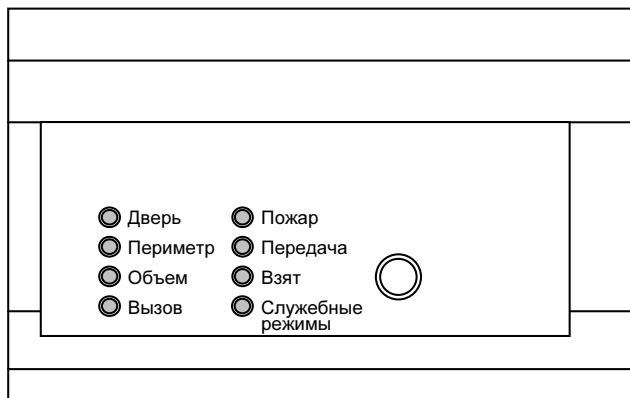 Дверь
Периметр
Объем
Вызов
Пожар
Передача
Взят
Служебные
режимы